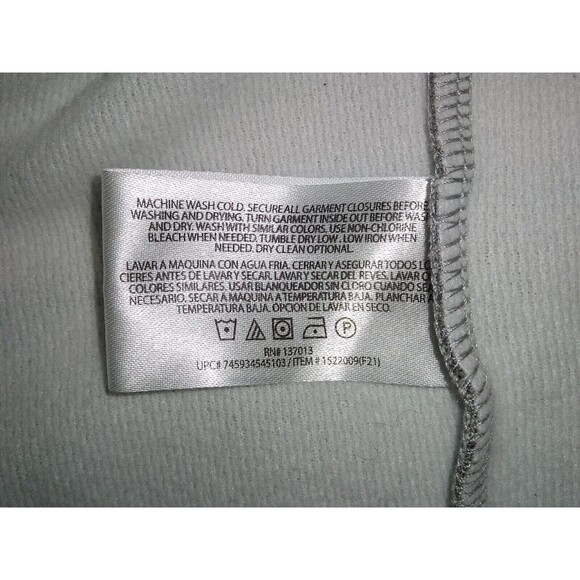 MACHINE WASH COLD. SECURE ALL GARMENT CLOSURES BEFORE
WASHING AND DRYING. TURN GARMENT INSIDE OUT BEFORE WASH
AND DRY. WASH WITH SIMILAR COLORS. USE NON-CHLORINE
BLEACH WHEN NEEDED. TUMBLE DRY LOW . LOW IRON WHEN
NEEDED. DRY CLEAN OPTIONAL.
LAVAR A MAQUINA CON AGUA FRIA. CERRAR Y ASEGURAR TODOS LO
CIERES ANTES DE LAVAR Y SECAR. LAVAR Y SECAR DEL REVES. LAVAR CON
COLORES SIMILARES. USAR BLANQUEADOR SIN CLORO CUANDO SEA
NECESARIO. SECAR A MAQUINA A TEMPERATURA BAJA. PLANCHAR A
TEMPERATURA BAJA. OPCION DE LAVAR EN SECO.
P
RN# 137013
UPC# 745934545103 / ITEM # 1522009(F21)